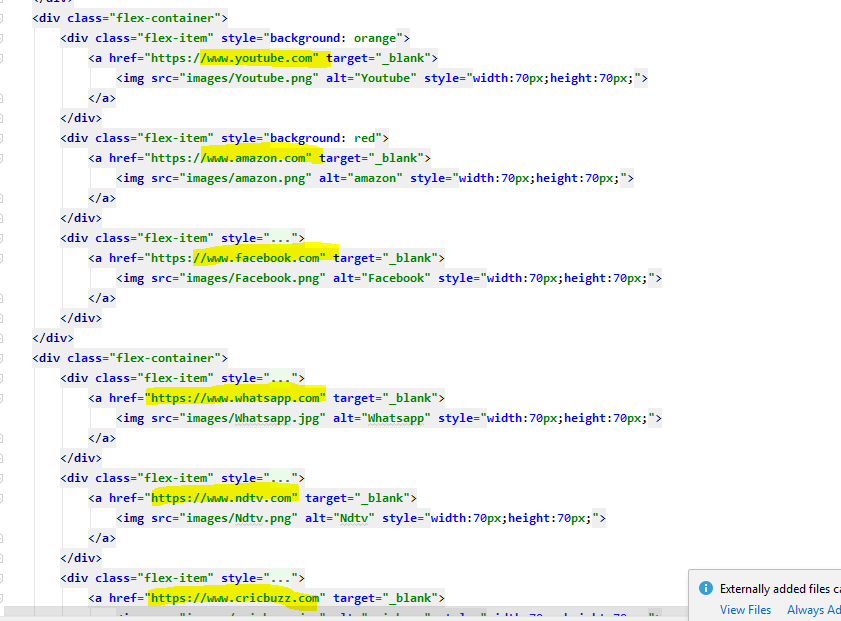 <div class="flex-container">
<div class="flex-item" style="background: orange">
<a href="https://www.youtube.com" target="_blank">
<img src="images/Youtube.png" alt="Youtube" style="width:70px;height:70px;">
</a>
</div>
<div class="flex-item" style="background: red">
<a href="https://www.amazon.com" target="_blank">
<img src="images/amazon.png" alt="amazon" style="width:70px;height:70px;">
</a>
</div>
<div class="flex-item" style="...">
<a href="https://www.facebook.com" target="_blank">
<img src="images/Facebook.png" alt="Facebook" style="width:70px;height:70px;">
</a>
</div>
</div>
<div class="flex-container">
<div class="flex-item" style="...">
<a href="https://www.whatsapp.com" target="_blank">
<img src="images/Whatsapp.jpg" alt="Whatsapp" style="width:70px;height:70px;">
</a>
</div>
<div class="flex-item" style="...">
<a href="https://www.ndtv.com" target="_blank">
<img src="images/Ndtv.png" alt="Ndtv" style="width:70px;height:70px;">
</a>
</div>
<div class="flex-item" style="...">
<a href="https://www.cricbuzz.com" target="_blank">
Externally added files ca
View Files Always Ad